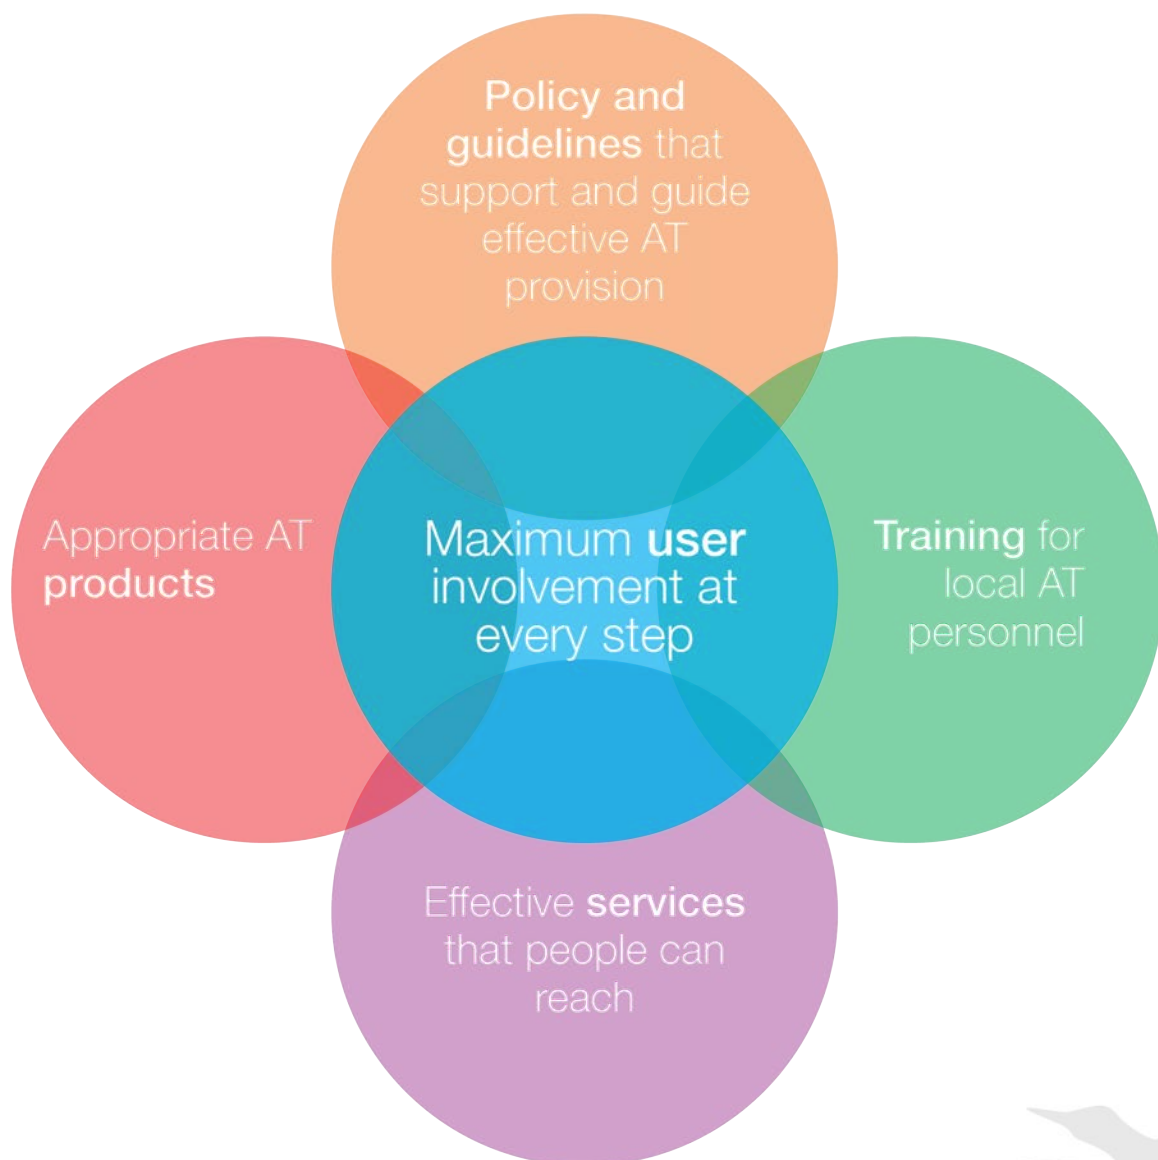 Policy and
guidelines that
support and guide
effective AT
provision
Appropriate AT
products
Maximum user
involvement at
every step
Training for
local AT
personnel
Effective services
that people can
reach